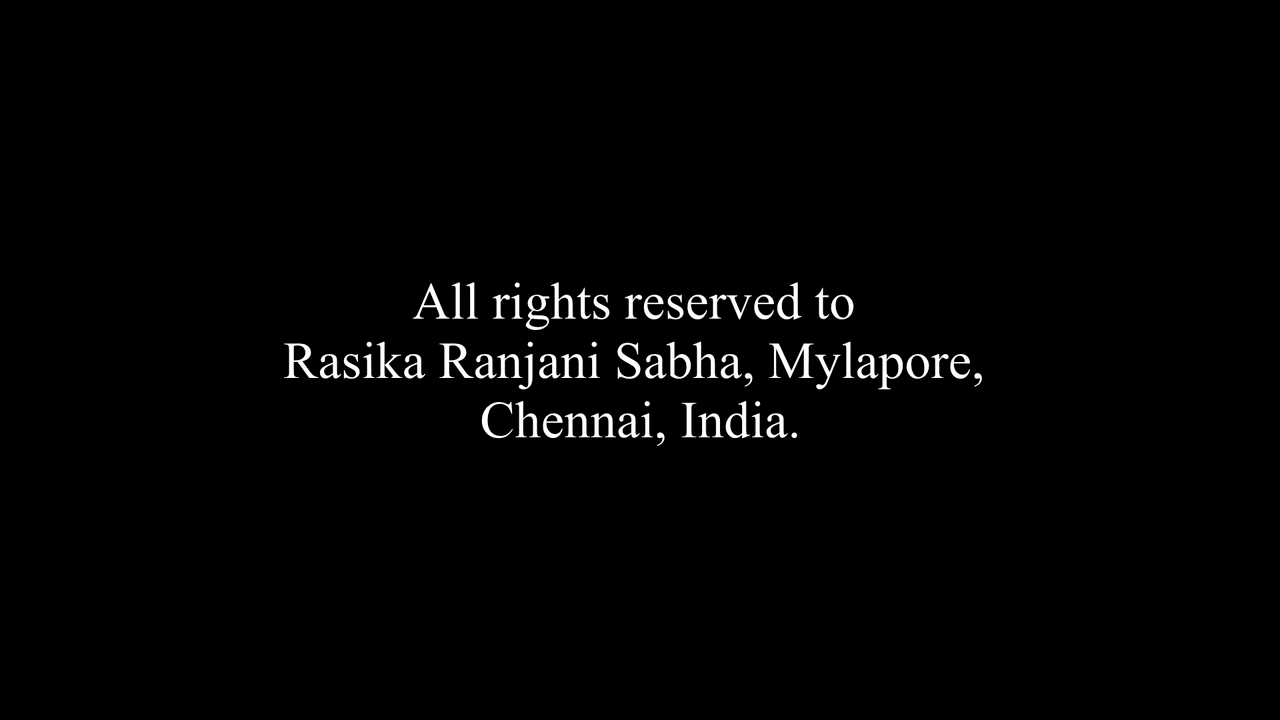 All rights reserved to
Rasika Ranjani Sabha, Mylapore,
Chennai, India.